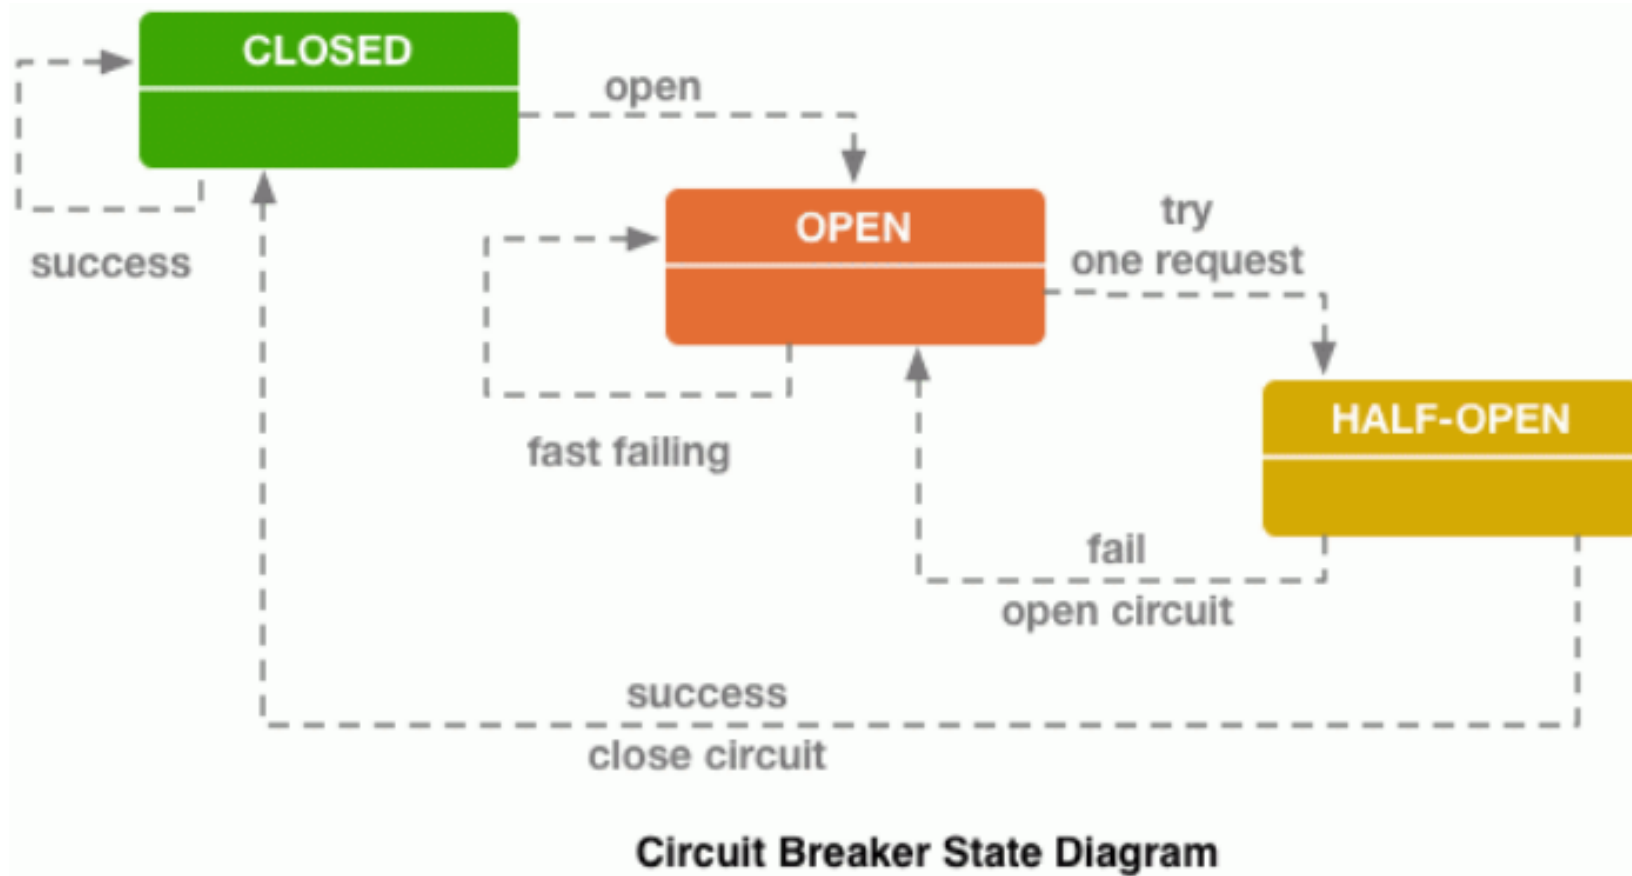 CLOSED
open
success
OPEN
try
one request
fast failing
HALF-OPEN
fail
open circuit
success
close circuit
Circuit Breaker State Diagram